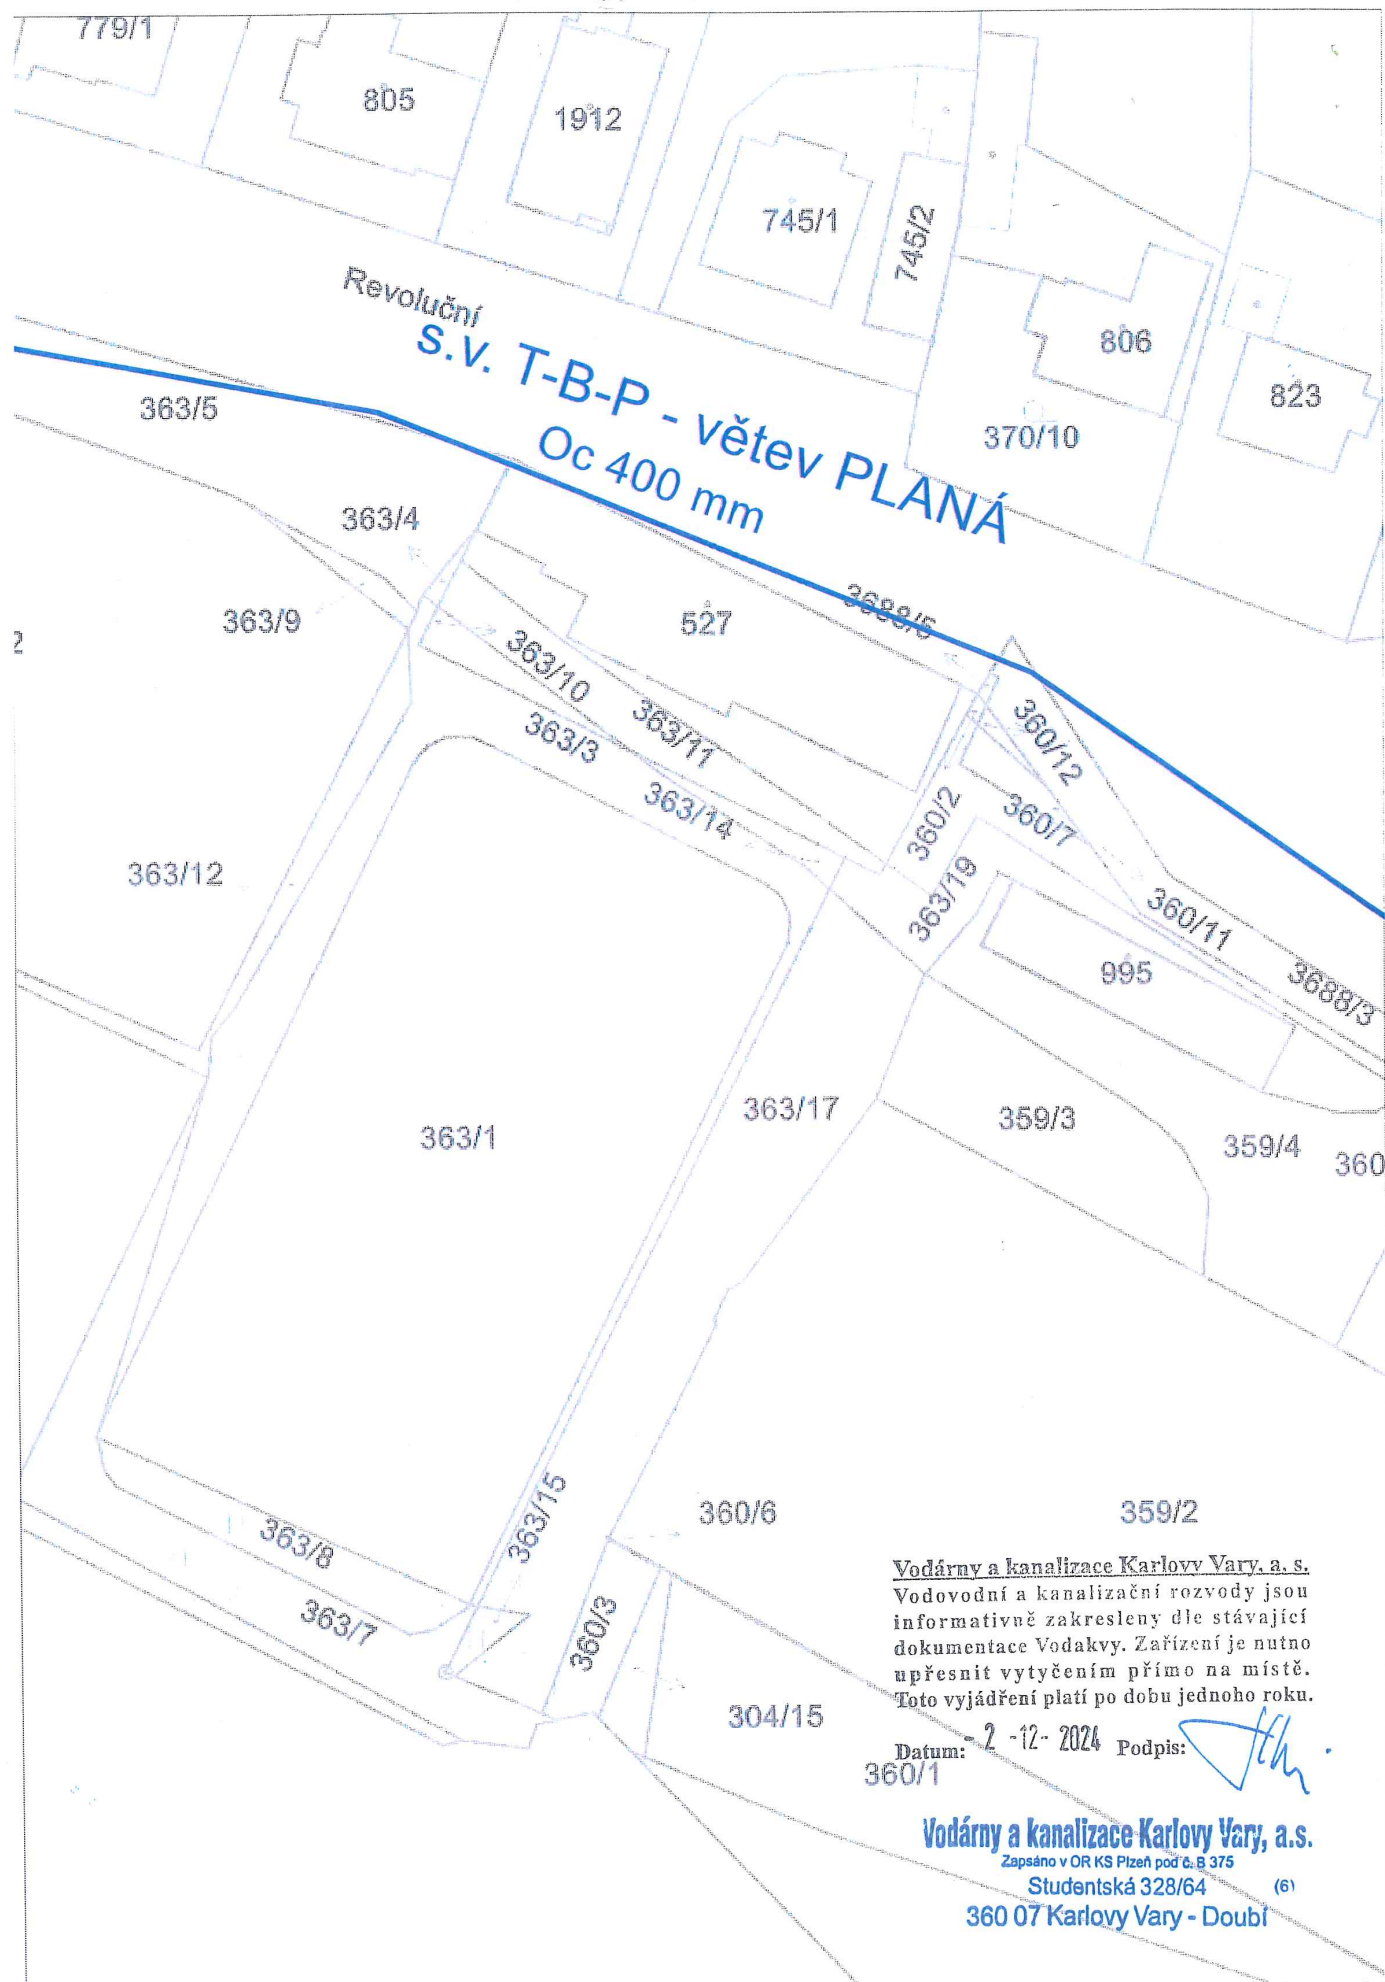 779/1
805
1912
745/1
745/2
806
823
370/10
Revoluční
s.v. T-B-P - větev PLANÁ
Oc 400 mm
363/5
363/4
363/9
2
527
3688/5
363/10
363/11
363/3
363/14
360/12
360/2
360/7
363/19
363/12
360/11
995
3688/3
363/1
363/17
359/3
359/4
360
363/15
363/8
363/7
360/6
359/2
360/3
304/15
360/1
Vodárny a kanalizace Karlovy Vary, a. s.
Vodovodní a kanalizační rozvody jsou
informativně zakresleny dle stávající
dokumentace Vodakvy. Zařízení je nutno
upřesnit vytyčením přímo na místě.
Toto vyjádření platí po dobu jednoho roku.
Datum: - 2 -12- 2024 Podpis:
Vodárny a kanalizace Karlovy Vary, a.s.
Zapsáno v OR KS Plzeň pod č. B 375
Studentská 328/64 (6)
360 07 Karlovy Vary - Doubí